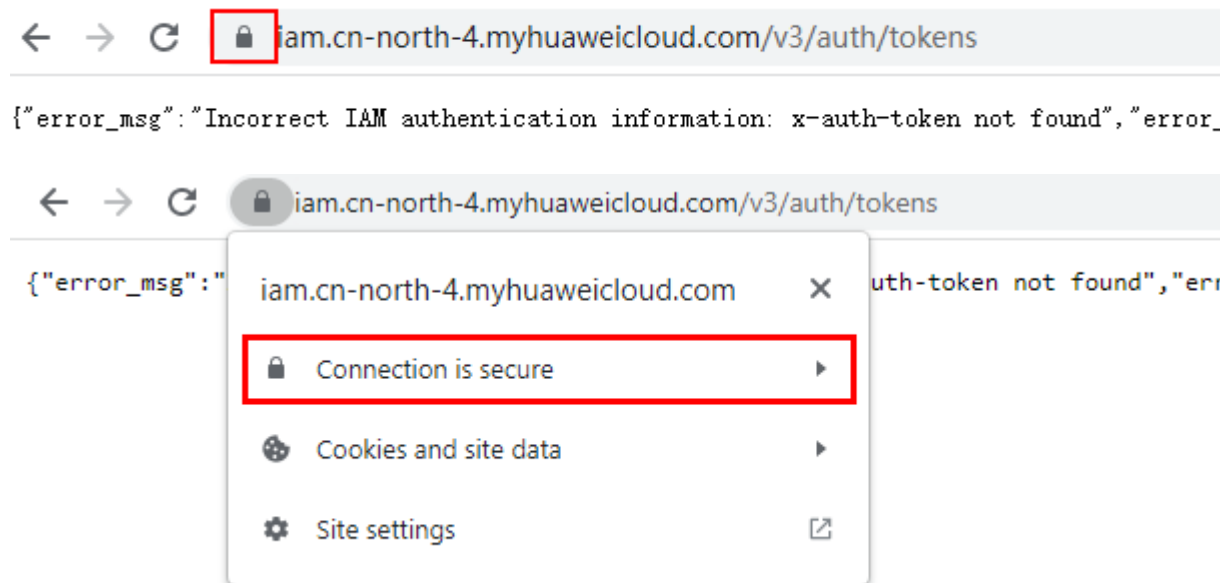 iam.cn-north-4.myhuaweicloud.com/v3/auth/tokens
{"error_msg":"Incorrect IAM authentication information: x-auth-token not found","error_
iam.cn-north-4.myhuaweicloud.com/v3/auth/tokens
{"error_msg":" uth-token not found","err
iam.cn-north-4.myhuaweicloud.com
Connection is secure
Cookies and site data
Site settings